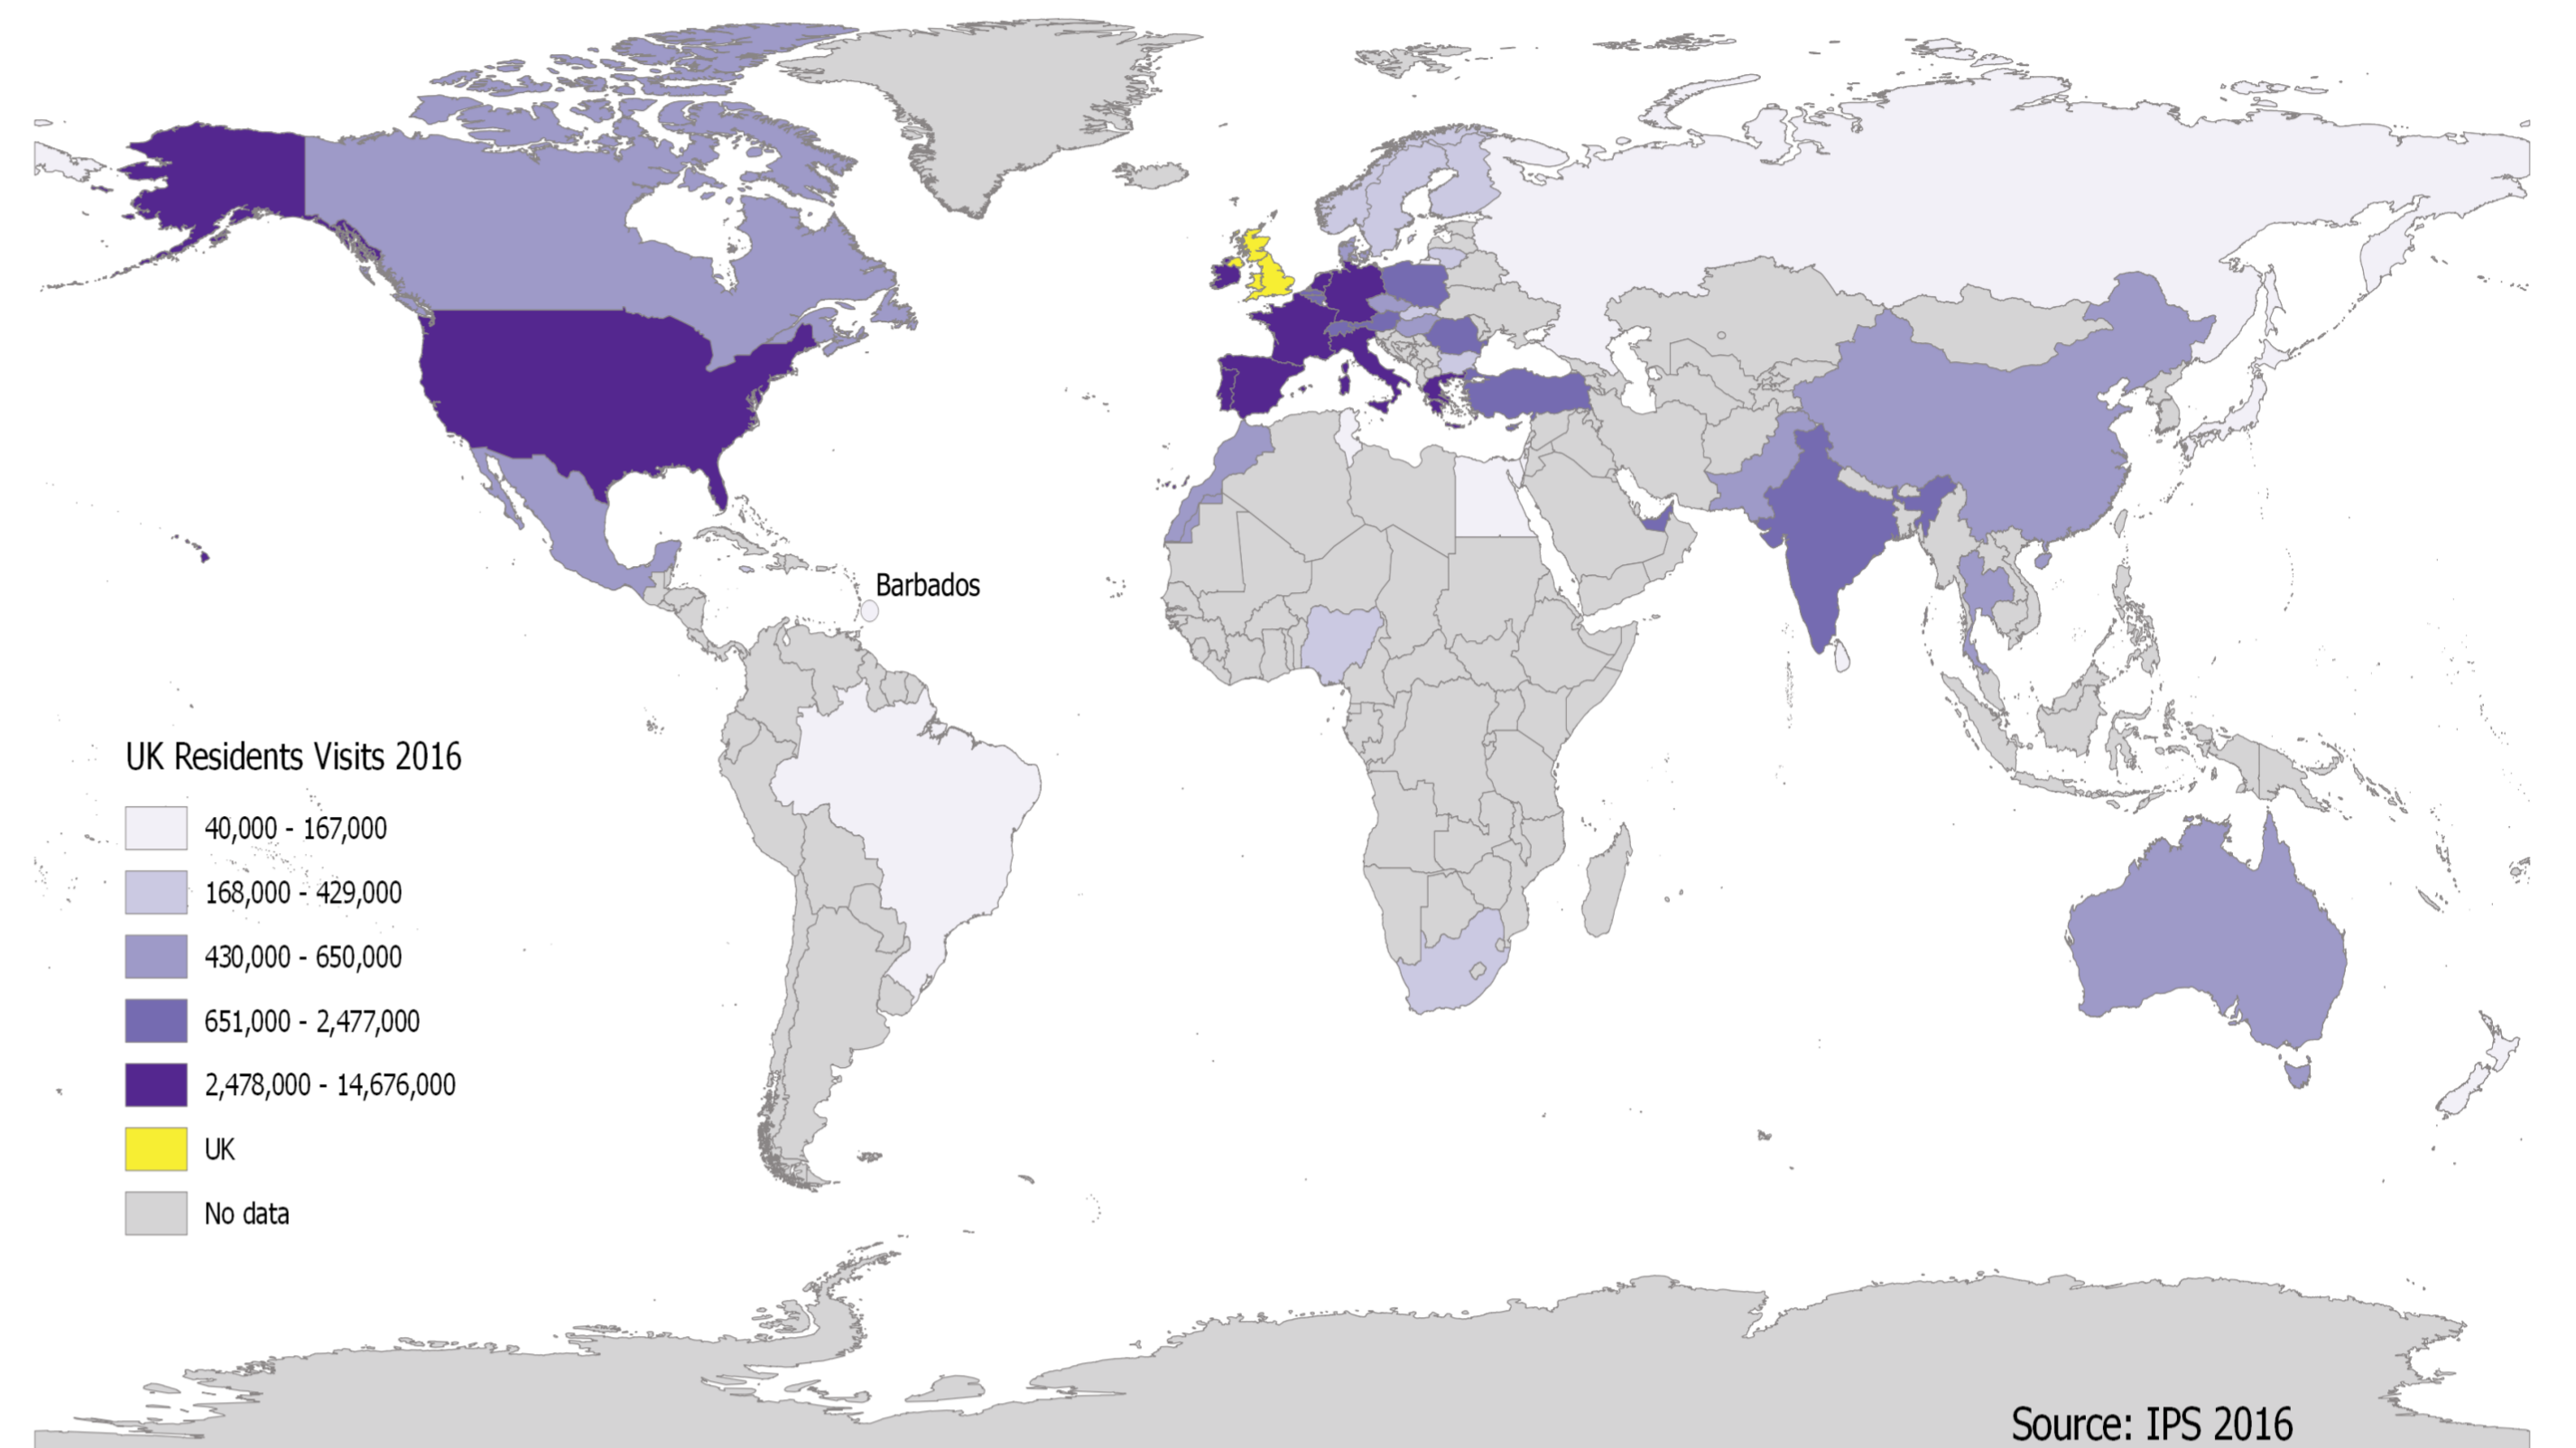 Barbados
UK Residents Visits 2016
40,000 - 167,000
168,000 - 429,000
430,000 - 650,000
651,000 - 2,477,000
2,478,000 - 14,676,000
UK
No data
Source: IPS 2016